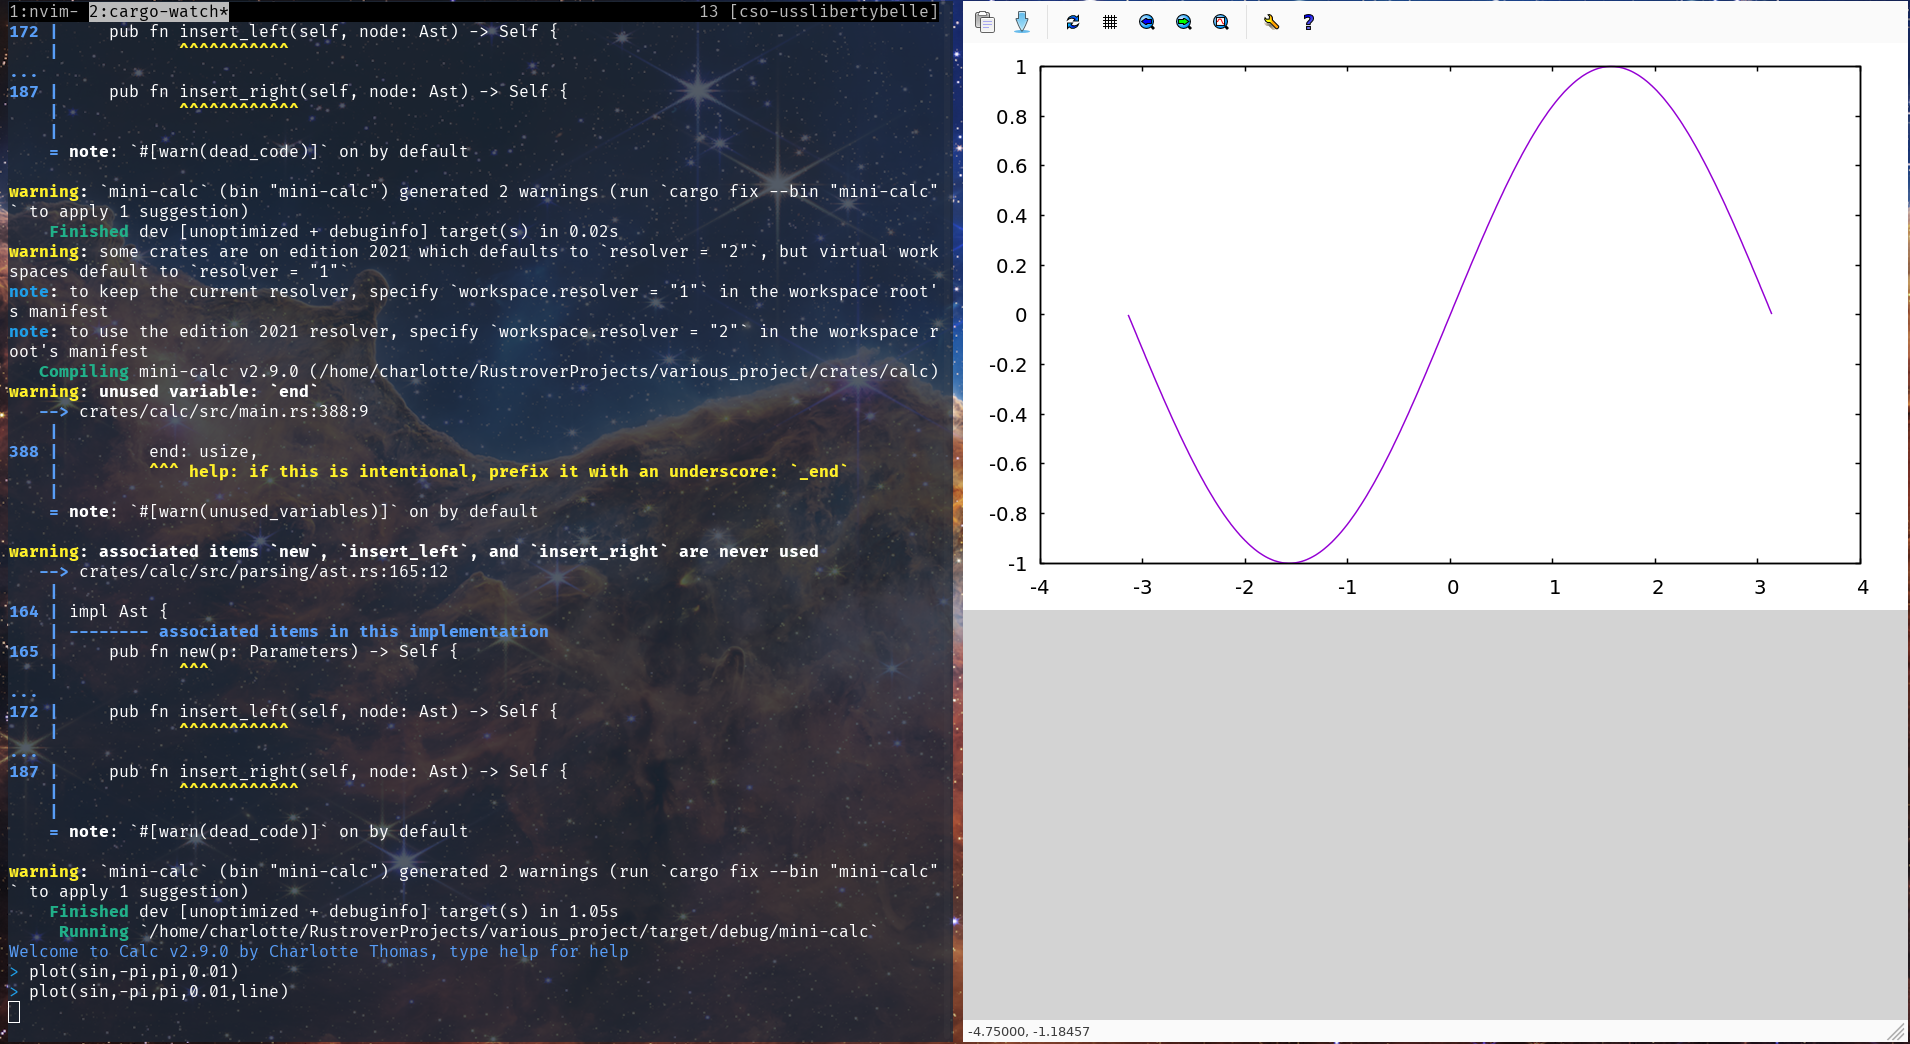 1:nvim- 2:cargo-watch* 13 [cso-usslibertybelle]
172 |     pub fn insert_left(self, node: Ast) -> Self {
    |            ^^^^^^^^^^^
...
187 |     pub fn insert_right(self, node: Ast) -> Self {
    |            ^^^^^^^^^^^^
    |
    = note: `#[warn(dead_code)]` on by default
warning: `mini-calc` (bin "mini-calc") generated 2 warnings (run `cargo fix --bin "mini-calc"
` to apply 1 suggestion)
    Finished dev [unoptimized + debuginfo] target(s) in 0.02s
warning: some crates are on edition 2021 which defaults to `resolver = "2"`, but virtual work
spaces default to `resolver = "1"`
note: to keep the current resolver, specify `workspace.resolver = "1"` in the workspace root'
s manifest
note: to use the edition 2021 resolver, specify `workspace.resolver = "2"` in the workspace r
oot's manifest
   Compiling mini-calc v2.9.0 (/home/charlotte/RustroverProjects/various_project/crates/calc)
warning: unused variable: `end`
   --> crates/calc/src/main.rs:388:9
    |
388 |         end: usize,
    |         ^^^ help: if this is intentional, prefix it with an underscore: `_end`
    |
    = note: `#[warn(unused_variables)]` on by default
warning: associated items `new`, `insert_left`, and `insert_right` are never used
   --> crates/calc/src/parsing/ast.rs:165:12
    |
164 | impl Ast {
    | -------- associated items in this implementation
165 |     pub fn new(p: Parameters) -> Self {
    |            ^^^
...
172 |     pub fn insert_left(self, node: Ast) -> Self {
    |            ^^^^^^^^^^^
...
187 |     pub fn insert_right(self, node: Ast) -> Self {
    |            ^^^^^^^^^^^^
    |
    = note: `#[warn(dead_code)]` on by default
warning: `mini-calc` (bin "mini-calc") generated 2 warnings (run `cargo fix --bin "mini-calc"
` to apply 1 suggestion)
    Finished dev [unoptimized + debuginfo] target(s) in 1.05s
     Running `/home/charlotte/RustroverProjects/various_project/target/debug/mini-calc`
Welcome to Calc v2.9.0 by Charlotte Thomas, type help for help
> plot(sin,-pi,pi,0.01)
> plot(sin,-pi,pi,0.01,line)
?
1
0.8
0.6
0.4
0.2
0
-0.2
-0.4
-0.6
-0.8
-1
-4 -3 -2 -1 0 1 2 3 4
-4.75000, -1.18457